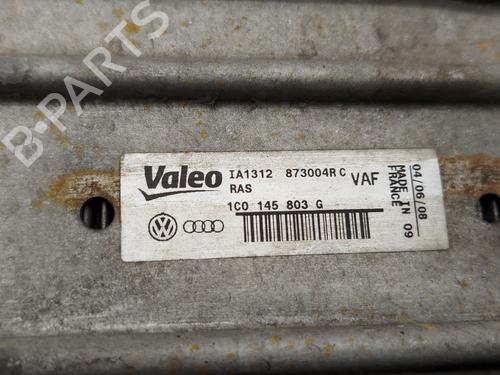 B-PARTS
Valeo
IA1312 873004R C
RAS
VAF
1C0 145 803 G
MADE IN
FRANCE
04/06/08
09